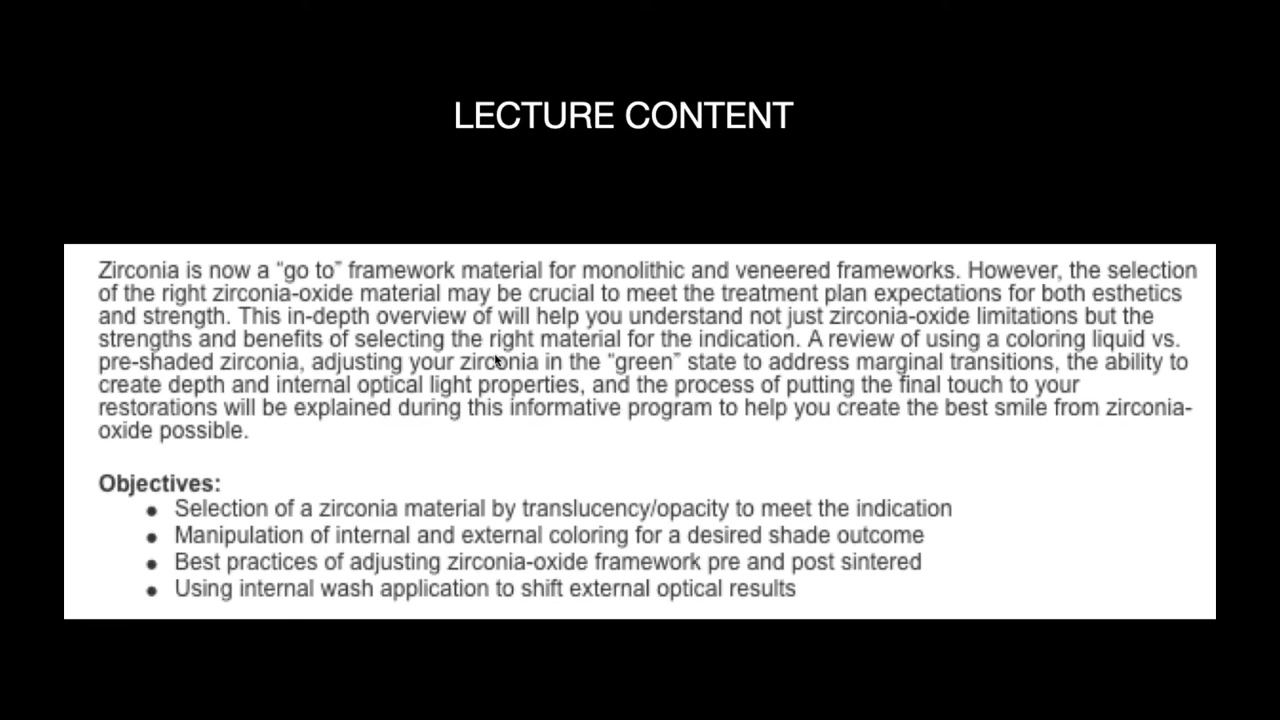 LECTURE CONTENT
Zirconia is now a “go to” framework material for monolithic and veneered frameworks. However, the selection
of the right zirconia-oxide material may be crucial to meet the treatment plan expectations for both esthetics
and strength. This in-depth overview of will help you understand not just zirconia-oxide limitations but the
strengths and benefits of selecting the right material for the indication. A review of using a coloring liquid vs.
pre-shaded zirconia, adjusting your zirconia in the “green” state to address marginal transitions, the ability to
create depth and internal optical light properties, and the process of putting the final touch to your
restorations will be explained during this informative program to help you create the best smile from zirconia-
oxide possible.
Objectives:
● Selection of a zirconia material by translucency/opacity to meet the indication
● Manipulation of internal and external coloring for a desired shade outcome
● Best practices of adjusting zirconia-oxide framework pre and post sintered
● Using internal wash application to shift external optical results